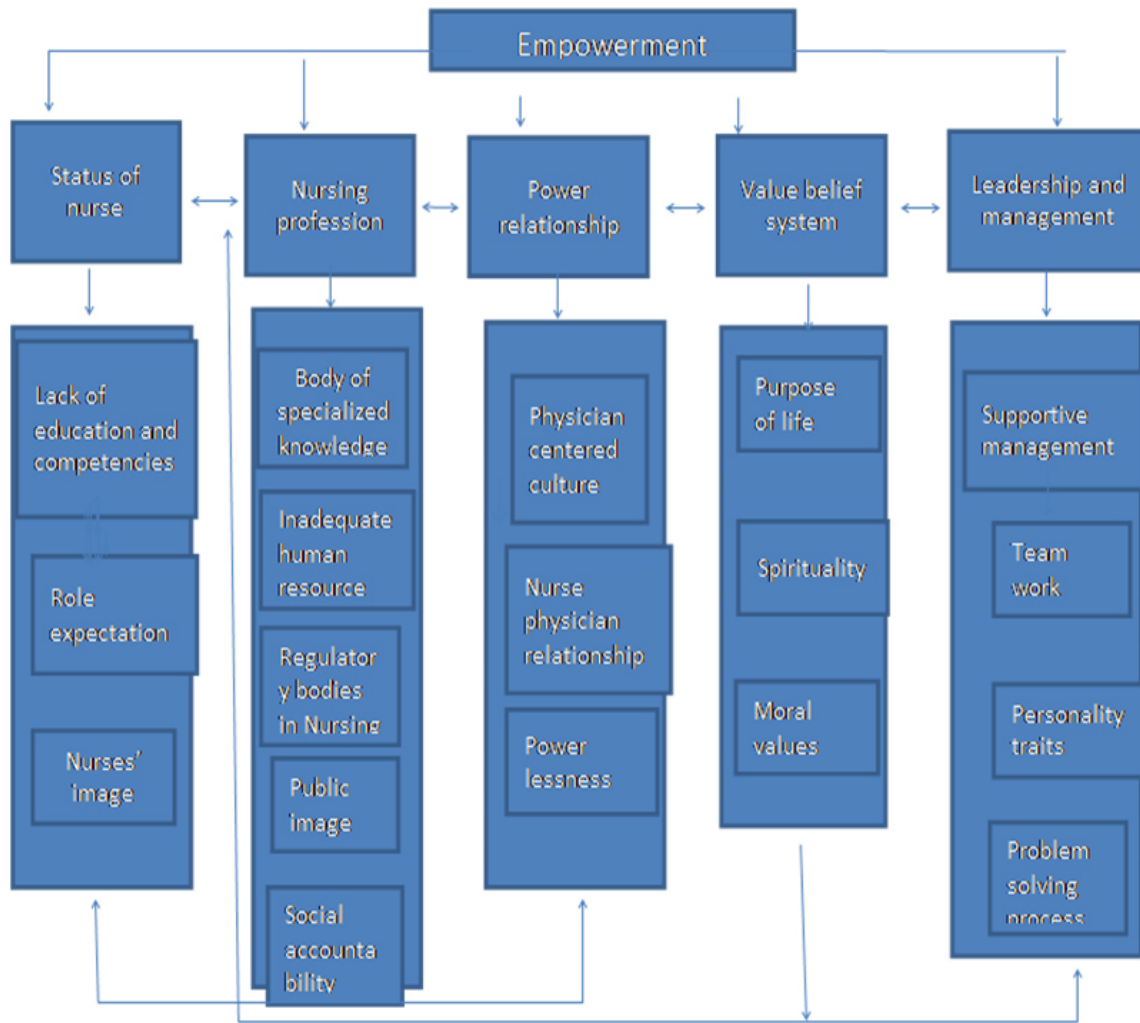 Empowerment
Status of
nurse
Nursing
profession
Power
relationship
Value belief
system
Leadership and
management
Lack of
education and
competencies
Role
expectation
Nurses’
image
Body of
specialized
knowledge
Inadequate
human
resource
Regulator
y bodies in
Nursing
Public
image
Social
accounta
bility
Physician
centered
culture
Nurse
physician
relationship
Power
lessness
Purpose
of life
Spirituality
Moral
values
Supportive
management
Team
work
Personality
traits
Problem
solving
process